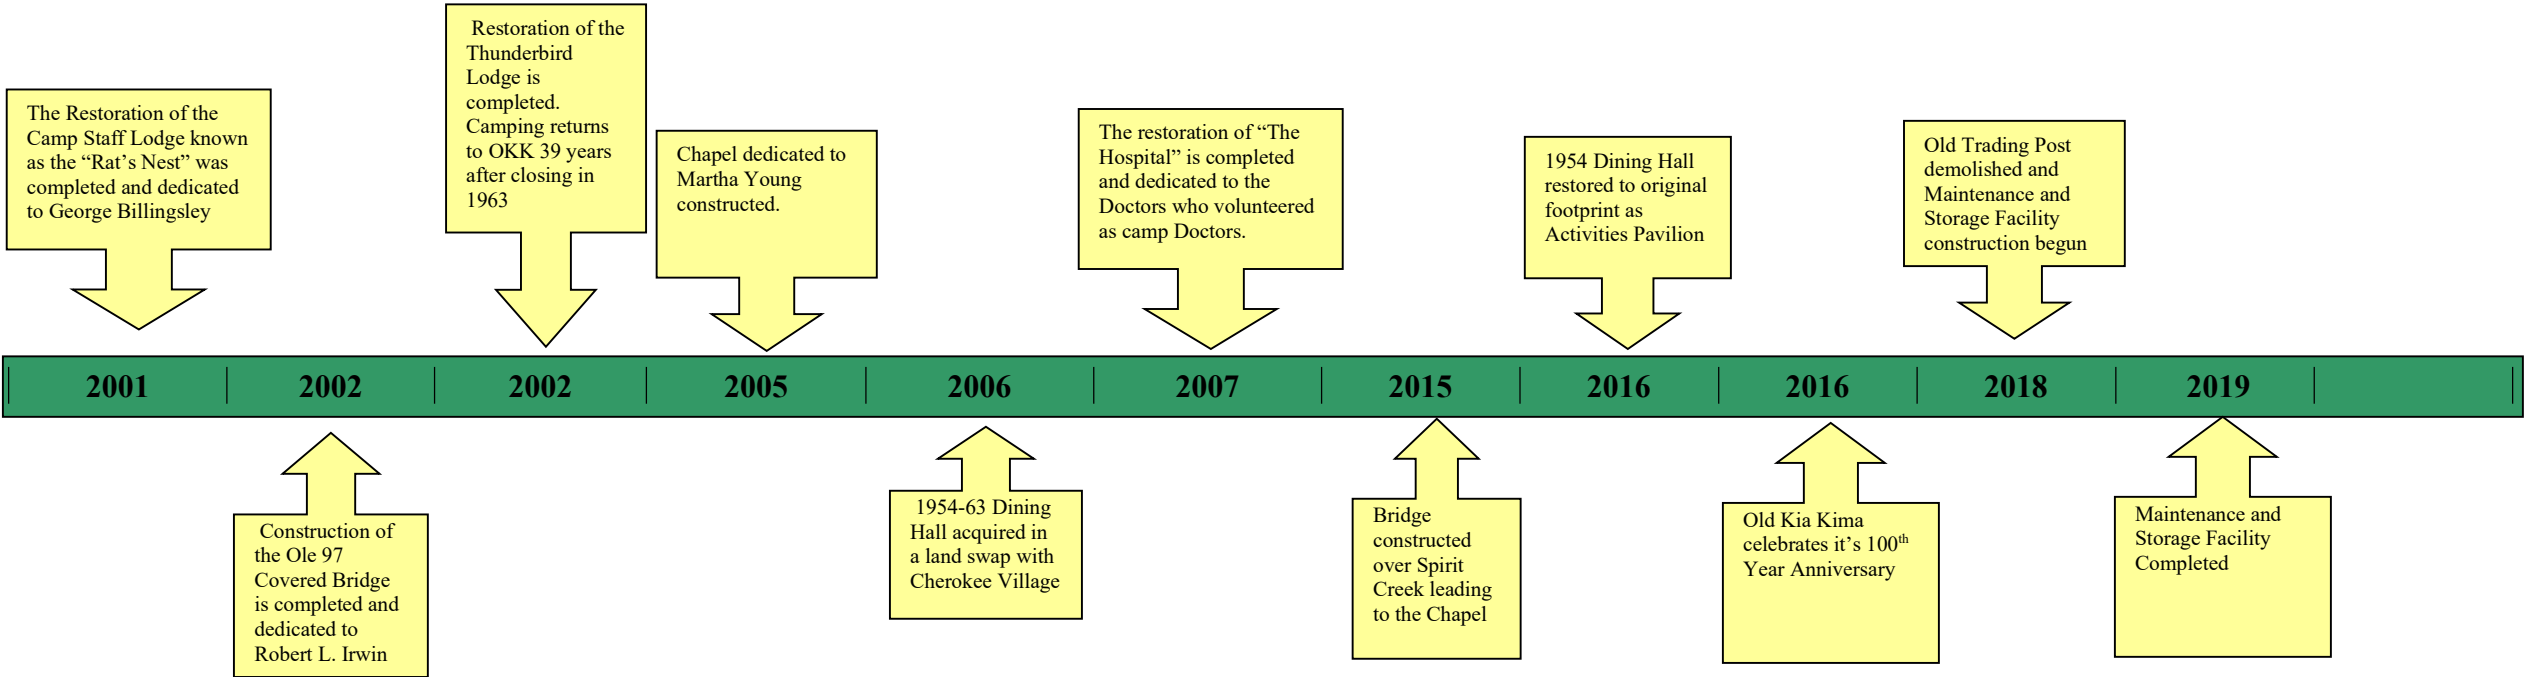 The Restoration of the
Camp Staff Lodge known
as the “Rat’s Nest” was
completed and dedicated
to George Billingsley
Restoration of the
Thunderbird
Lodge is
completed.
Camping returns
to OKK 39 years
after closing in
1963
Chapel dedicated to
Martha Young
constructed.
The restoration of “The
Hospital” is completed
and dedicated to the
Doctors who volunteered
as camp Doctors.
1954 Dining Hall
restored to original
footprint as
Activities Pavilion
Old Trading Post
demolished and
Maintenance and
Storage Facility
construction begun
2001 2002 2002 2005 2006 2007 2015 2016 2016 2018 2019
Construction of
the Ole 97
Covered Bridge
is completed and
dedicated to
Robert L. Irwin
1954-63 Dining
Hall acquired in
a land swap with
Cherokee Village
Bridge
constructed
over Spirit
Creek leading
to the Chapel
Old Kia Kima
celebrates it’s 100th
Year Anniversary
Maintenance and
Storage Facility
Completed